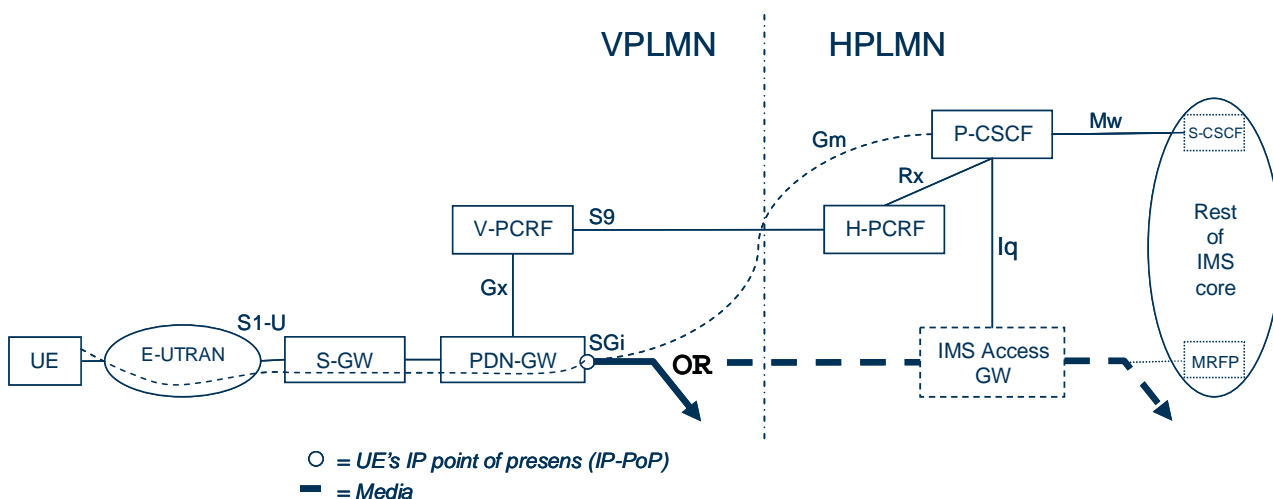 VPLMN
HPLMN
P-CSCF
Mw
S-CSCF
Gm
Rx
V-PCRF
S9
H-PCRF
Iq
Rest
of
IMS
core
Gx
S1-U
SGi
UE
E-UTRAN
S-GW
PDN-GW
OR
IMS Access
GW
MRFP
= UE's IP point of presens (IP-PoP)
= Media